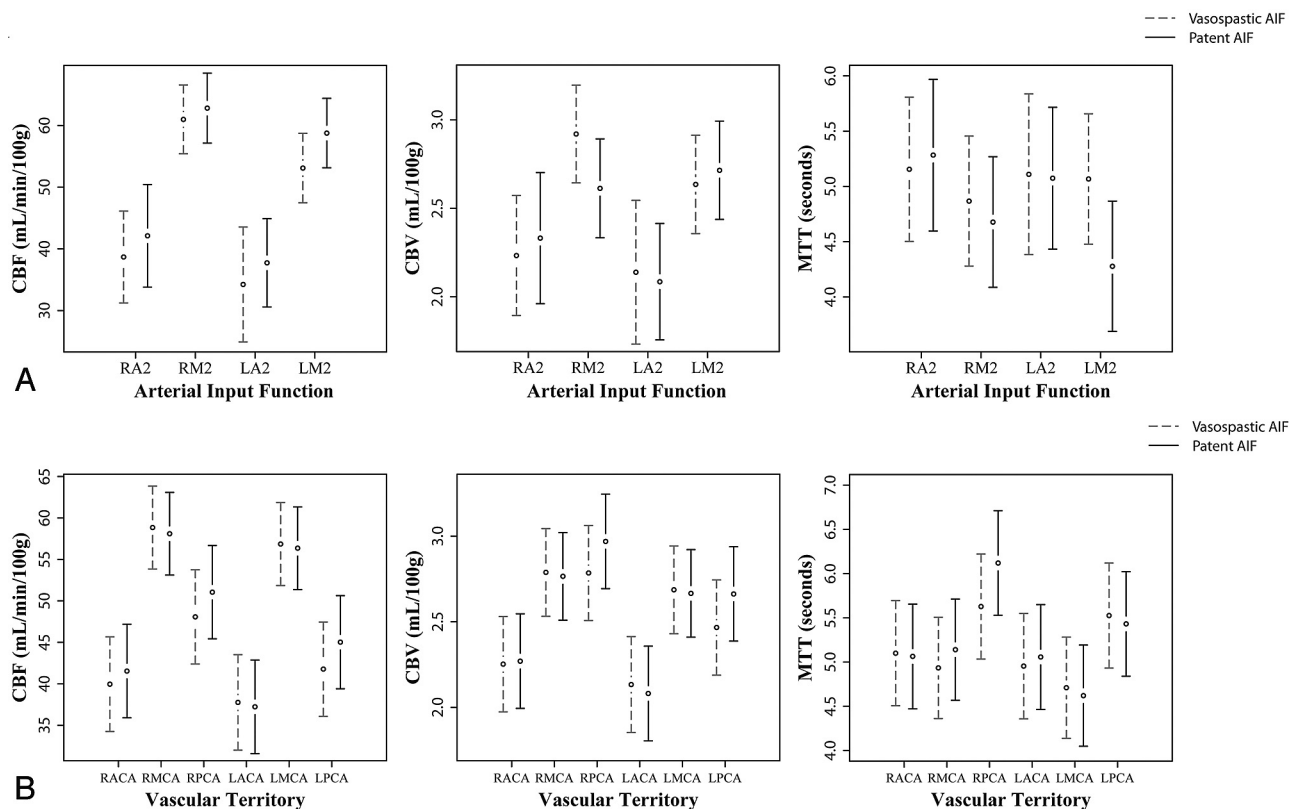 Vasospastic AIF
Patent AIF
CBF (mL/min/100g)
60
50
40
30
RA2 RM2 LA2 LM2
Arterial Input Function
CBV (mL/100g)
3.0
2.5
2.0
RA2 RM2 LA2 LM2
Arterial Input Function
MTT (seconds)
6.0
5.5
5.0
4.5
4.0
RA2 RM2 LA2 LM2
Arterial Input Function
A
Vasospastic AIF
Patent AIF
CBF (mL/min/100g)
65
60
55
50
45
40
35
RACA RMCA RPCA LACA LMCA LPCA
Vascular Territory
CBV (mL/100g)
3.0
2.5
2.0
RACA RMCA RPCA LACA LMCA LPCA
Vascular Territory
MTT (seconds)
7.0
6.0
5.5
5.0
4.5
4.0
RACA RMCA RPCA LACA LMCA LPCA
Vascular Territory
B